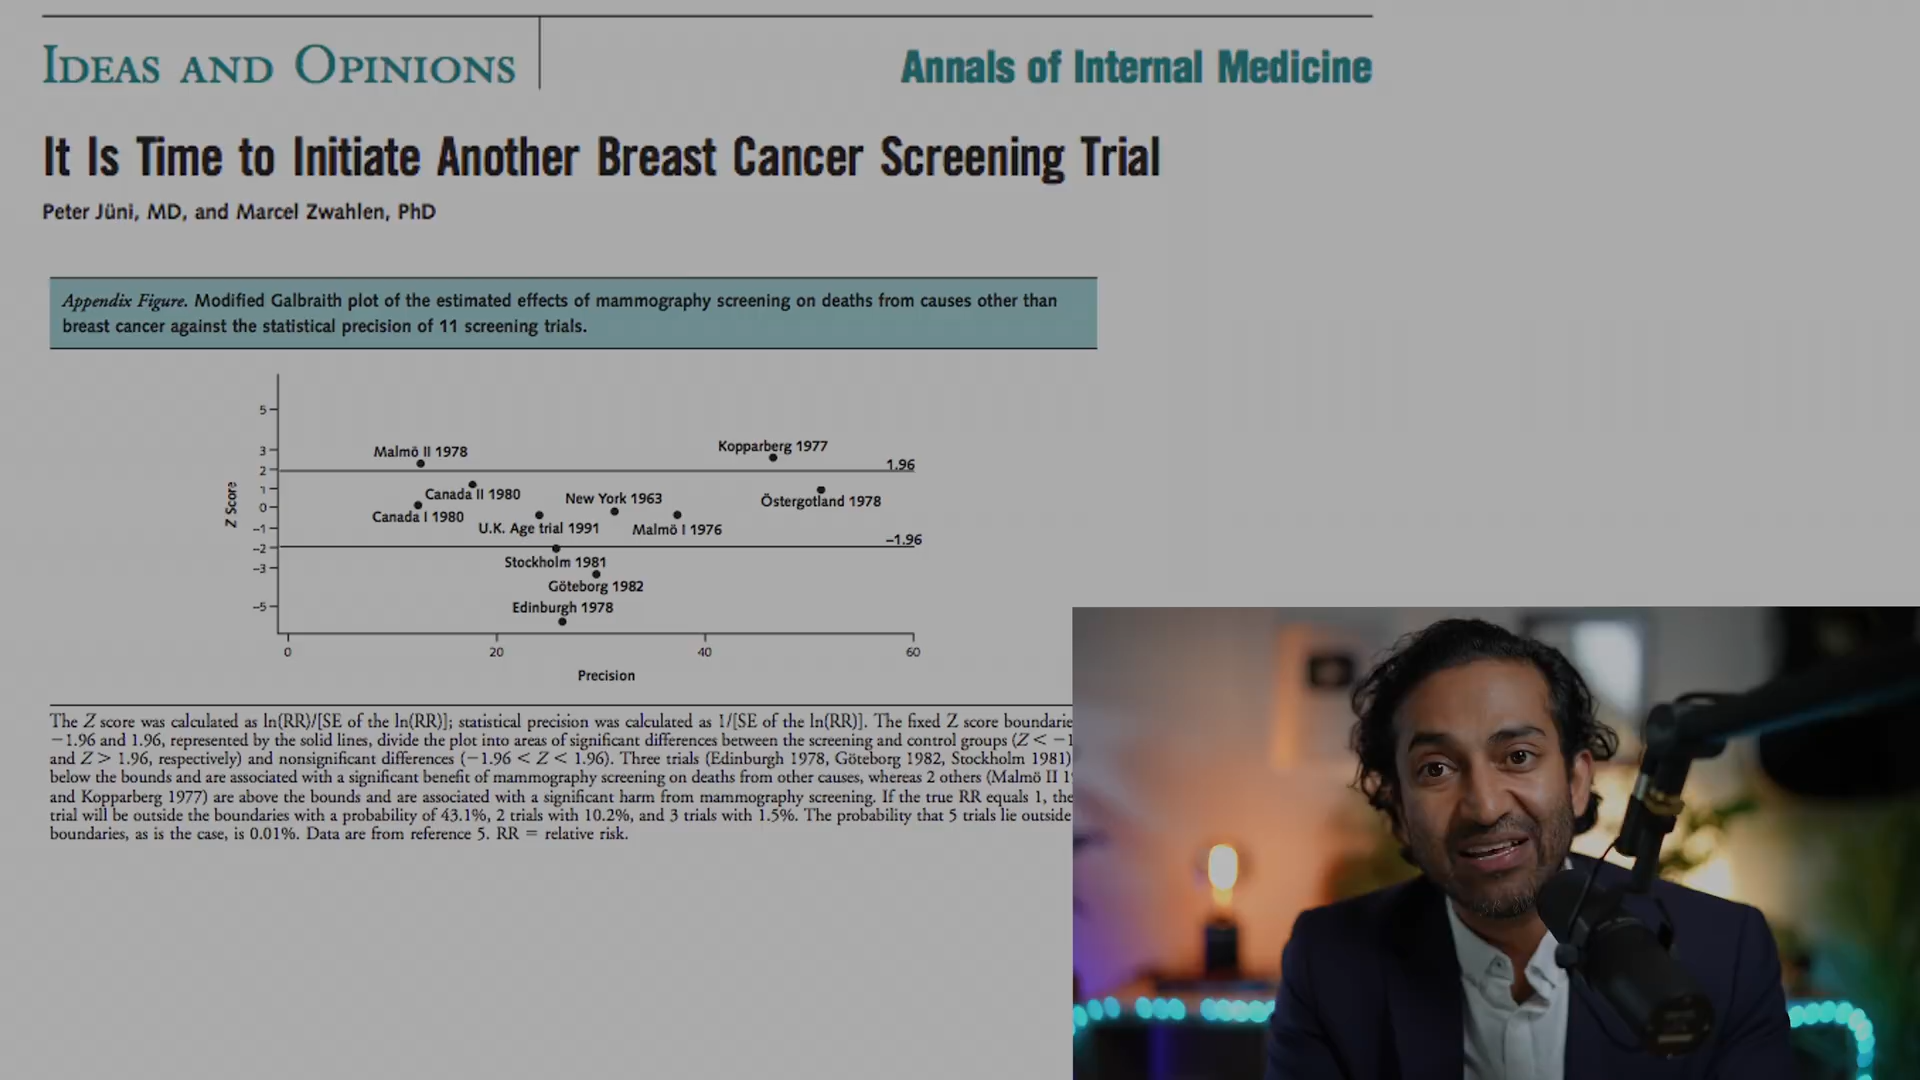 IDEAS AND OPINIONS
Annals of Internal Medicine
It Is Time to Initiate Another Breast Cancer Screening Trial
Peter Jüni, MD, and Marcel Zwahlen, PhD
Appendix Figure. Modified Galbraith plot of the estimated effects of mammography screening on deaths from causes other than
breast cancer against the statistical precision of 11 screening trials.
5
Kopparberg 1977
Malmö II 1978
3
1.96
2
1
Canada II 1980
New York 1963
Östergotland 1978
Z Score
0
Canada I 1980
U.K. Age trial 1991
Malmö I 1976
−1
−1.96
−2
Stockholm 1981
−3
Göteborg 1982
Edinburgh 1978
−5
0
20
40
60
Precision
The Z score was calculated as ln(RR)/[SE of the ln(RR)]; statistical precision was calculated as 1/[SE of the ln(RR)]. The fixed Z score boundarie
−1.96 and 1.96, represented by the solid lines, divide the plot into areas of significant differences between the screening and control groups (Z < −1
and Z > 1.96, respectively) and nonsignificant differences (−1.96 < Z < 1.96). Three trials (Edinburgh 1978, Göteborg 1982, Stockholm 1981)
below the bounds and are associated with a significant benefit of mammography screening on deaths from other causes, whereas 2 others (Malmö II 1
and Kopparberg 1977) are above the bounds and are associated with a significant harm from mammography screening. If the true RR equals 1, the
trial will be outside the boundaries with a probability of 43.1%, 2 trials with 10.2%, and 3 trials with 1.5%. The probability that 5 trials lie outside
boundaries, as is the case, is 0.01%. Data are from reference 5. RR = relative risk.